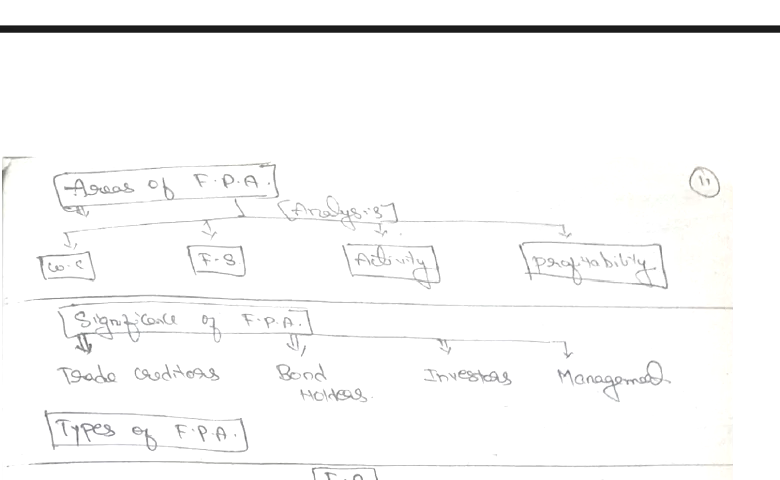 Areas of F.P.A.
11
[Analysis]
W.C
F-S
Activity
Profitability
Significance of F.P.A.
Trade Creditors
Bond Holders.
Investors
Management.
Types of F.P.A.